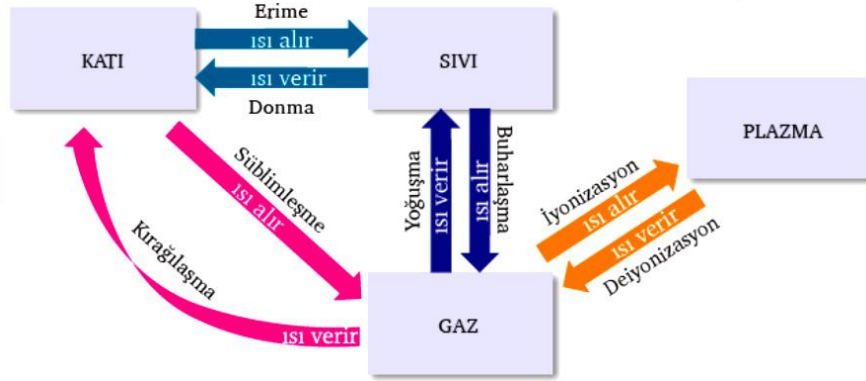 Erime
ısı alır
KATI
SIVI
ısı verir
Donma
PLAZMA
Süblimleşme
ısı alır
Yoğuşma
ısı verir
ısı alır
Buharlaşma
İyonizasyon
ısı alır
ısı verir
Deiyonizasyon
Kırağılaşma
ısı verir
GAZ